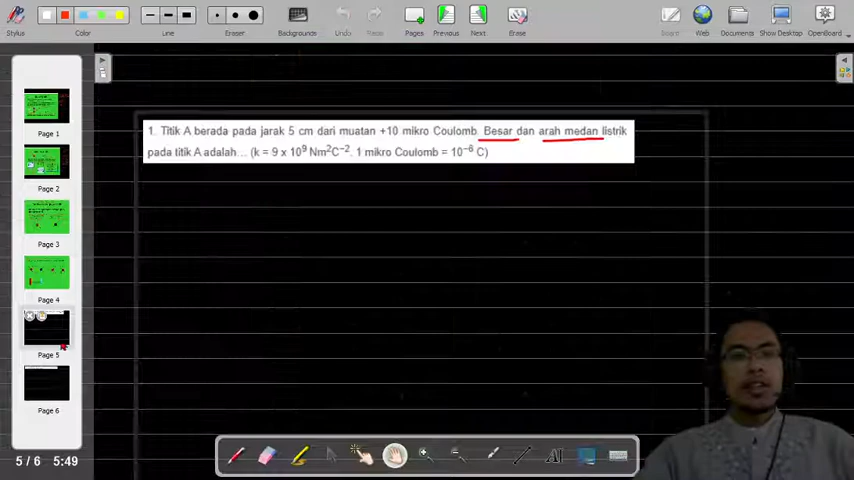 Stylus
Color
Line
Eraser
Backgrounds
Undo
Redo
Pages
Previous
Next
Erase
Board
Web
Documents
Show Desktop
OpenBoard
1. Titik A berada pada jarak 5 cm dari muatan +10 mikro Coulomb. Besar dan arah medan listrik
pada titik A adalah... (k = 9 x 10⁹ Nm²C⁻², 1 mikro Coulomb = 10⁻⁶ C)
Page 1
Page 2
Page 3
Page 4
Page 5
Page 6
5 / 6 5:49
AI